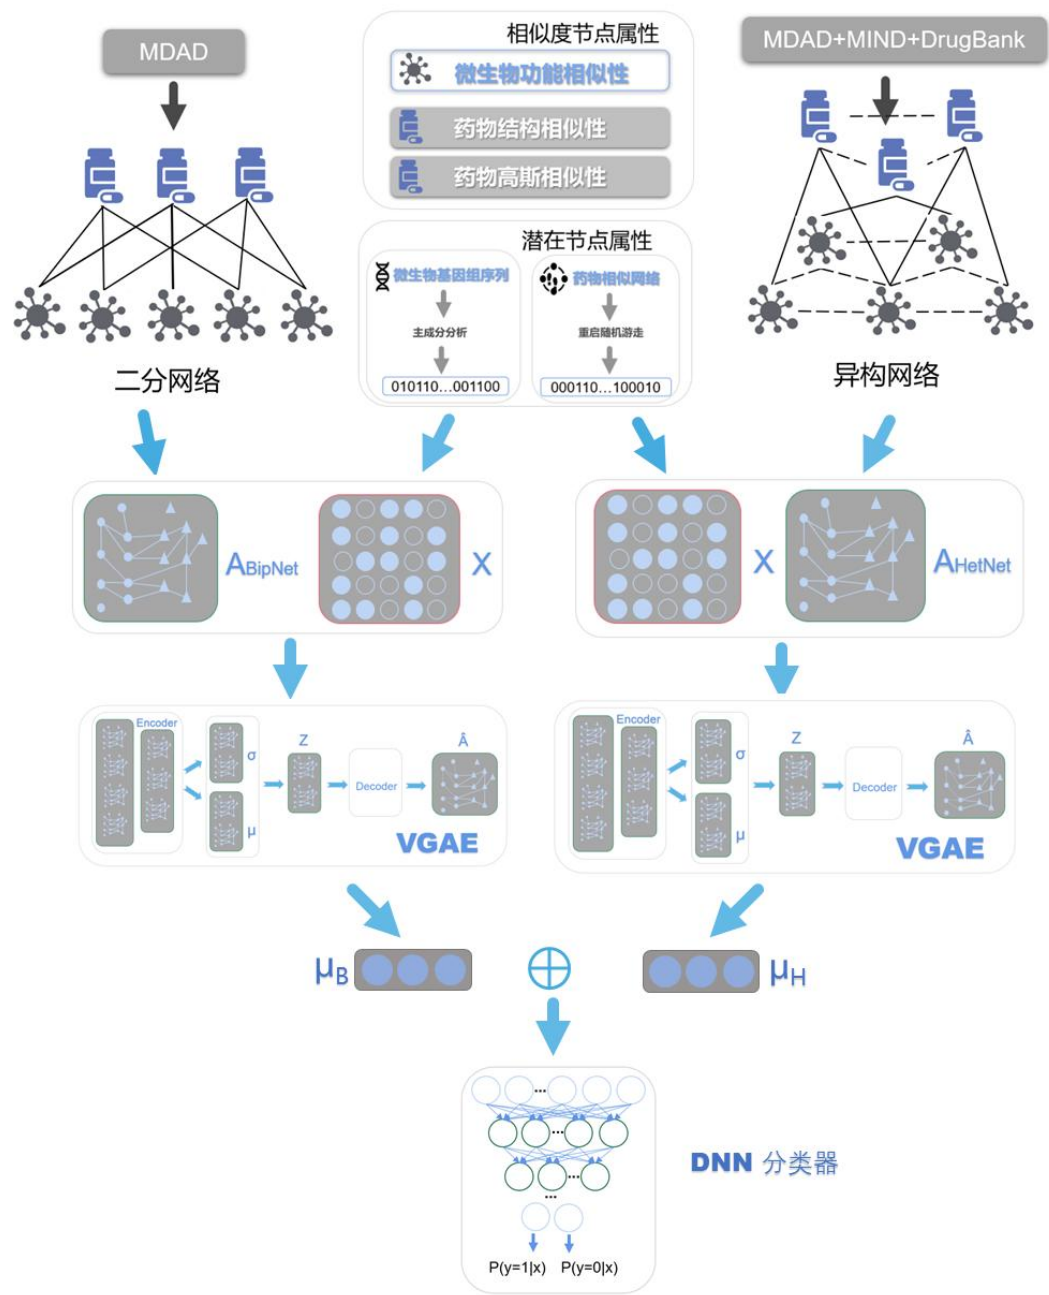 MDAD
相似度节点属性
微生物功能相似性
药物结构相似性
药物高斯相似性
MDAD+MIND+DrugBank
潜在节点属性
微生物基因组序列
主成分分析
010110...001100
药物相似网络
重启随机游走
000110...100010
二分网络
异构网络
ABipNet
X
X
AHetNet
Encoder
σ
μ
Z
Decoder
Â
VGAE
Encoder
σ
μ
Z
Decoder
Â
VGAE
μB
μH
...
...
...
...
DNN 分类器
P(y=1|x)
P(y=0|x)